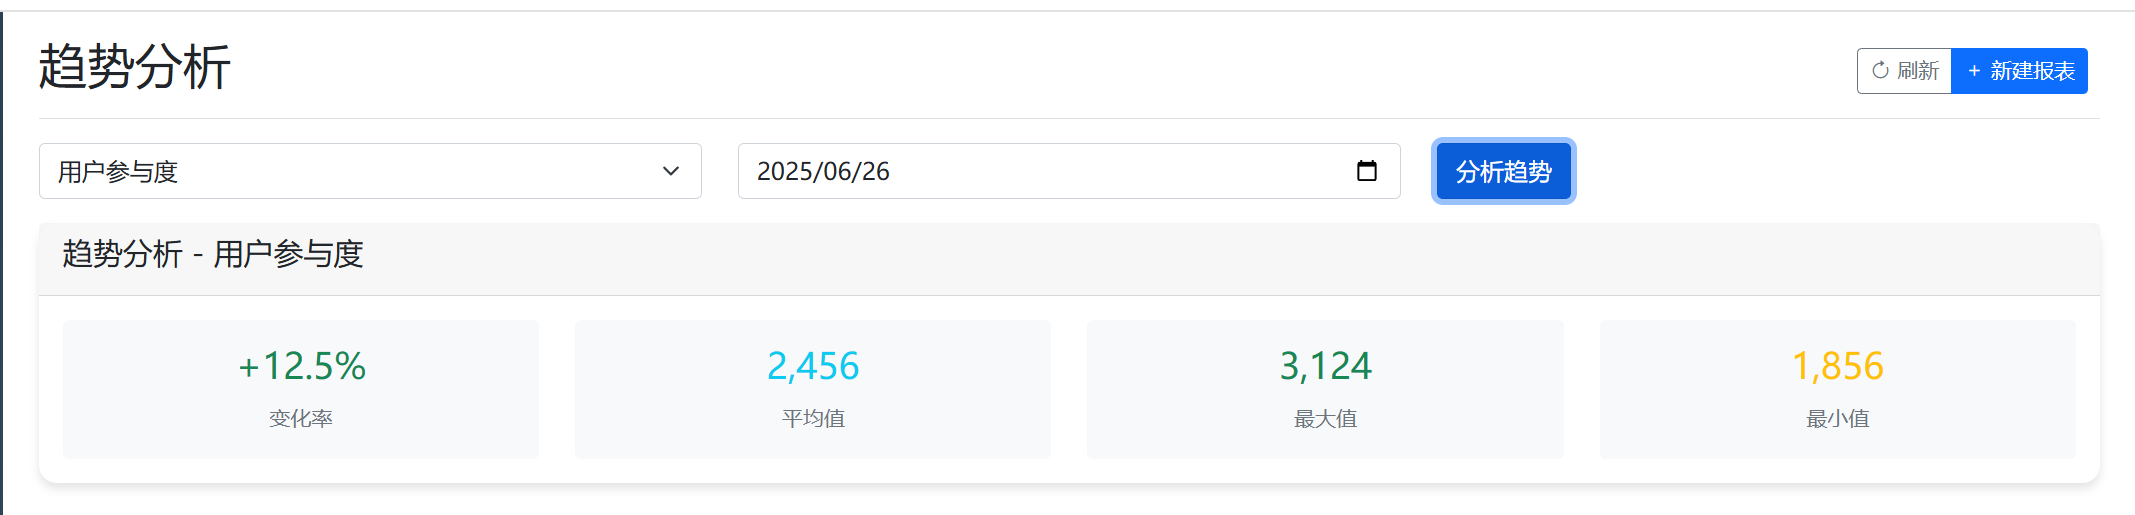 趋势分析
刷新
+ 新建报表
用户参与度
2025/06/26
分析趋势
趋势分析 - 用户参与度
+12.5%
变化率
2,456
平均值
3,124
最大值
1,856
最小值